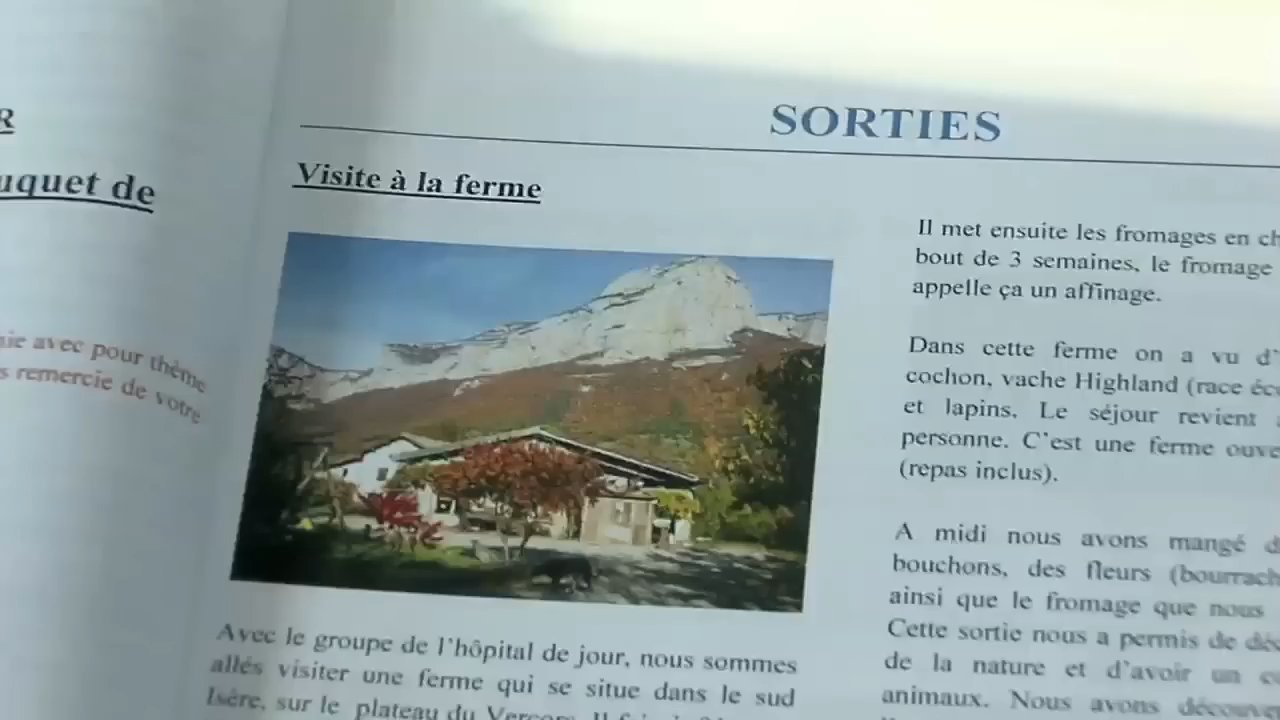 R
uquet de
ie avec pour thème
s remercie de votre
SORTIES
Visite à la ferme
Avec le groupe de l'hôpital de jour, nous sommes
allés visiter une ferme qui se situe dans le sud
Isère, sur le plateau du Vercors. Il
Il met ensuite les fromages en
bout de 3 semaines, le fromage
appelle ça un affinage.
Dans cette ferme on a vu d'
cochon, vache Highland (race
et lapins. Le séjour revient
personne. C'est une ferme
(repas inclus).
A midi nous avons mangé
bouchons, des fleurs
ainsi que le fromage que nous
Cette sortie nous a permis de
de la nature et d'avoir un
animaux. Nous avons